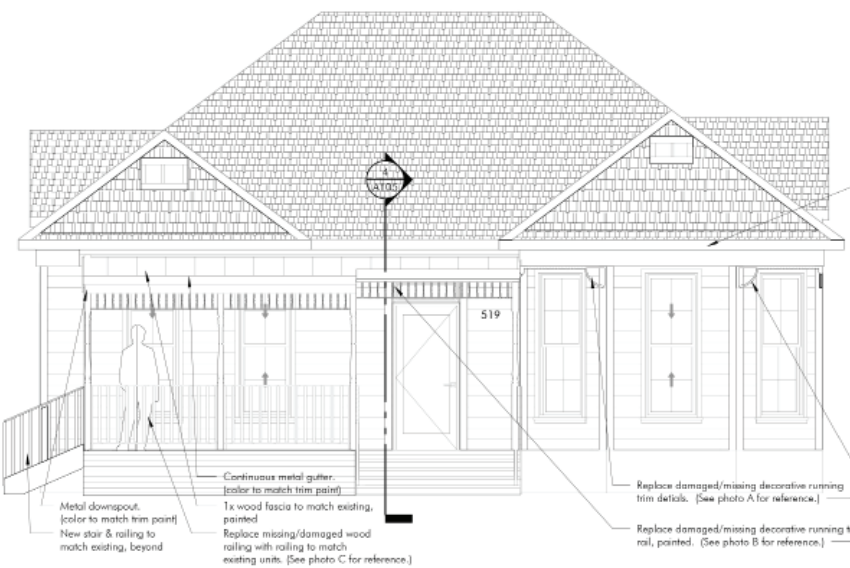 4
A105
519
Continuous metal gutter.
(color to match trim paint)
Metal downspout.
(color to match trim paint)
New stair & railing to
match existing, beyond
1x wood fascia to match existing,
painted
Replace missing/damaged wood
railing with railing to match
existing units. (See photo C for reference.)
Replace damaged/missing decorative running
trim detials. (See photo A for reference.)
Replace damaged/missing decorative running
rail, painted. (See photo B for reference.)